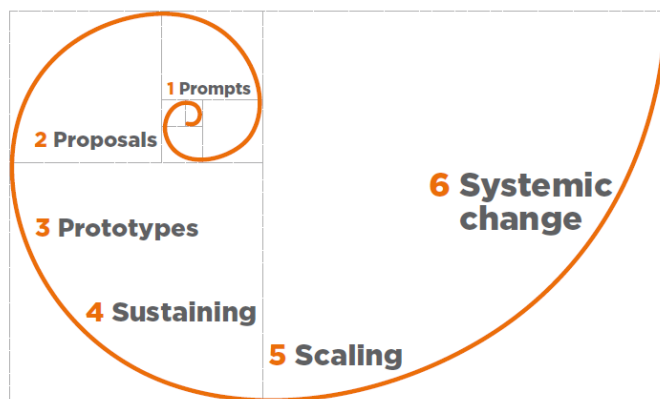 1 Prompts
2 Proposals
3 Prototypes
4 Sustaining
5 Scaling
6 Systemic
change